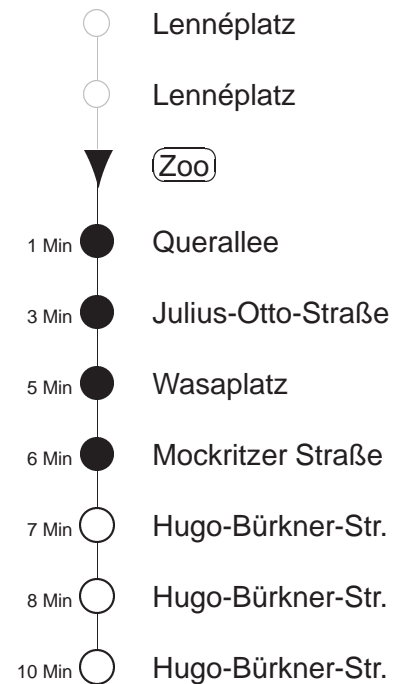 Lennéplatz
Lennéplatz
Zoo
1 Min Querallee
3 Min Julius-Otto-Straße
5 Min Wasaplatz
6 Min Mockritzer Straße
7 Min Hugo-Bürkner-Str.
8 Min Hugo-Bürkner-Str.
10 Min Hugo-Bürkner-Str.